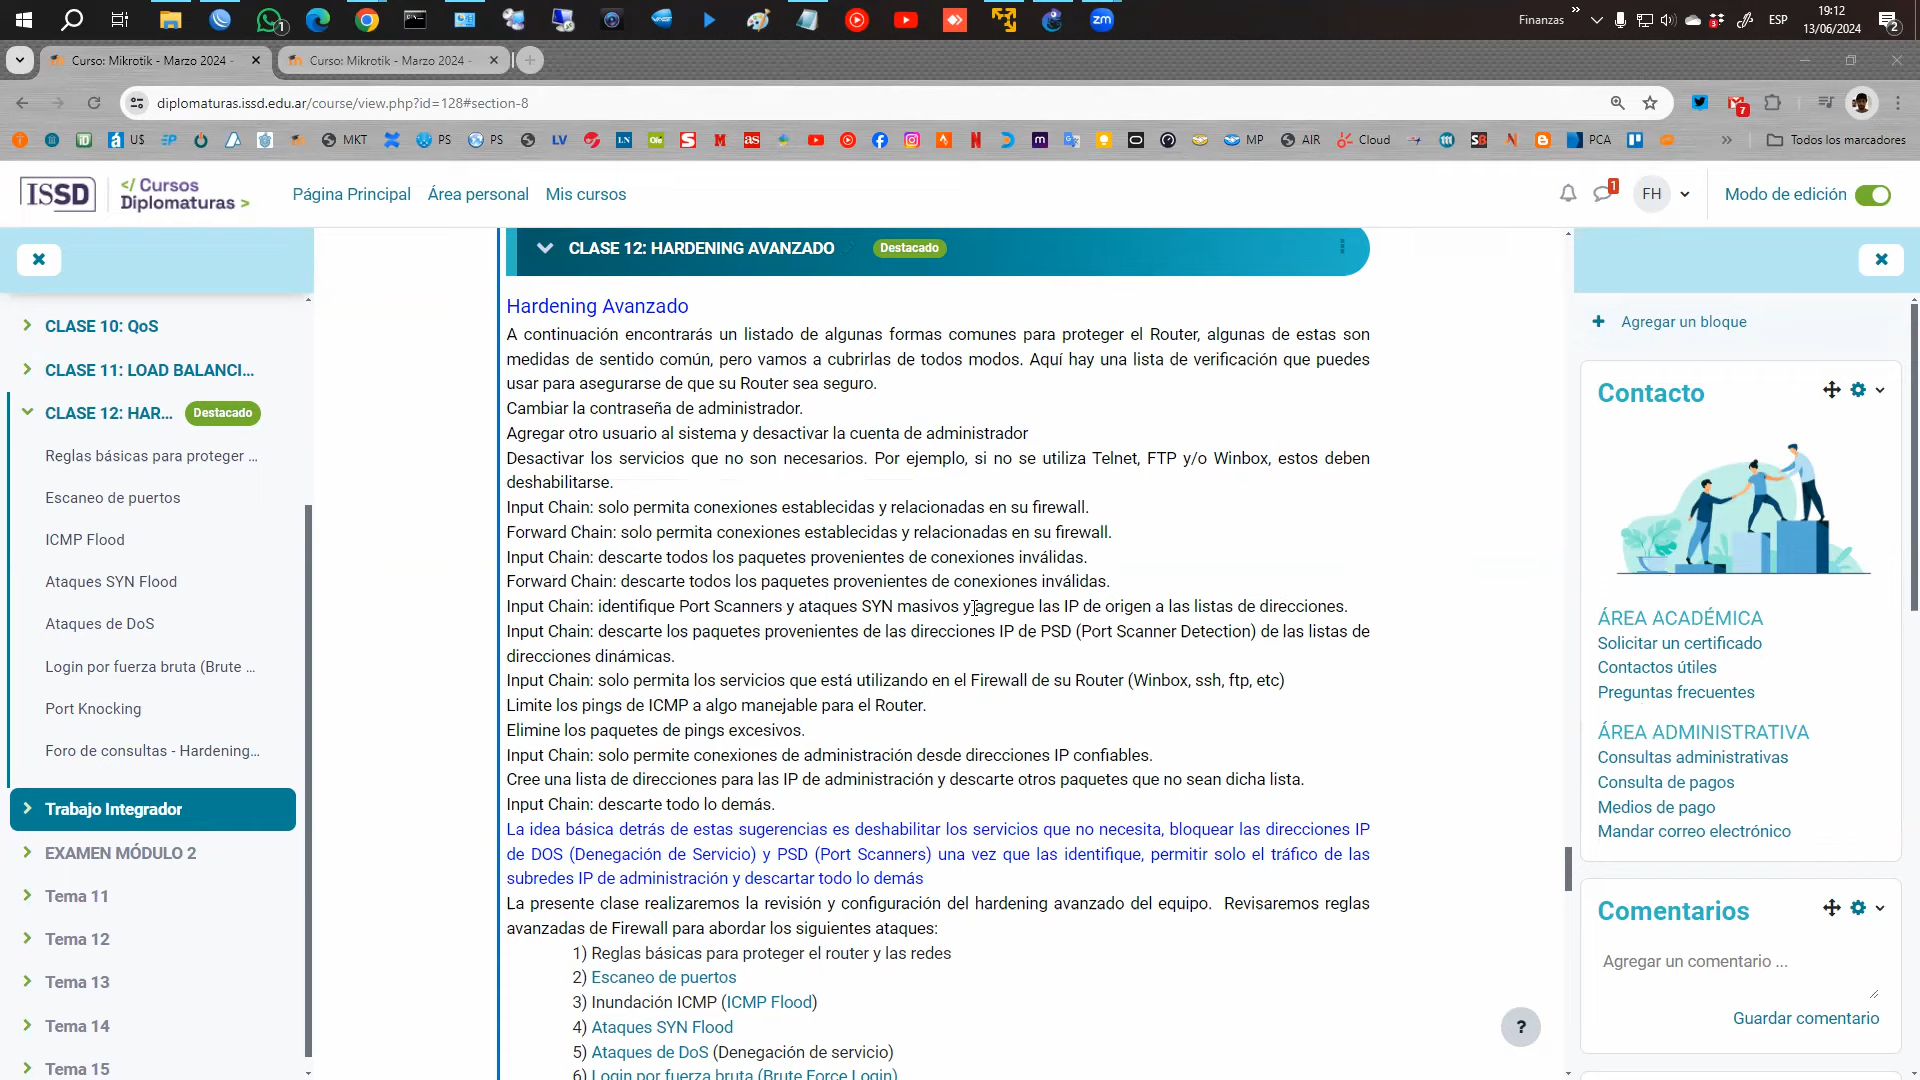 Finanzas
ESP
19:12
13/06/2024
2
1
zm
Curso: Mikrotik - Marzo 2024 -
Curso: Mikrotik - Marzo 2024 -
diplomaturas.issd.edu.ar/course/view.php?id=128#section-8
7
U$
MKT
PS
PS
LV
LN
Olé
as
MP
AIR
Cloud
PCA
Todos los marcadores
ISSD
</ Cursos
Diplomaturas >
Página Principal
Área personal
Mis cursos
1
FH
Modo de edición
CLASE 10: QoS
CLASE 11: LOAD BALANCI...
CLASE 12: HAR...
Destacado
Reglas básicas para proteger ...
Escaneo de puertos
ICMP Flood
Ataques SYN Flood
Ataques de DoS
Login por fuerza bruta (Brute ...
Port Knocking
Foro de consultas - Hardening...
Trabajo Integrador
EXAMEN MÓDULO 2
Tema 11
Tema 12
Tema 13
Tema 14
Tema 15
CLASE 12: HARDENING AVANZADO
Destacado
Hardening Avanzado
A continuación encontrarás un listado de algunas formas comunes para proteger el Router, algunas de estas son
medidas de sentido común, pero vamos a cubrirlas de todos modos. Aquí hay una lista de verificación que puedes
usar para asegurarse de que su Router sea seguro.
Cambiar la contraseña de administrador.
Agregar otro usuario al sistema y desactivar la cuenta de administrador
Desactivar los servicios que no son necesarios. Por ejemplo, si no se utiliza Telnet, FTP y/o Winbox, estos deben
deshabilitarse.
Input Chain: solo permita conexiones establecidas y relacionadas en su firewall.
Forward Chain: solo permita conexiones establecidas y relacionadas en su firewall.
Input Chain: descarte todos los paquetes provenientes de conexiones inválidas.
Forward Chain: descarte todos los paquetes provenientes de conexiones inválidas.
Input Chain: identifique Port Scanners y ataques SYN masivos y agregue las IP de origen a las listas de direcciones.
Input Chain: descarte los paquetes provenientes de las direcciones IP de PSD (Port Scanner Detection) de las listas de
direcciones dinámicas.
Input Chain: solo permita los servicios que está utilizando en el Firewall de su Router (Winbox, ssh, ftp, etc)
Limite los pings de ICMP a algo manejable para el Router.
Elimine los paquetes de pings excesivos.
Input Chain: solo permite conexiones de administración desde direcciones IP confiables.
Cree una lista de direcciones para las IP de administración y descarte otros paquetes que no sean dicha lista.
Input Chain: descarte todo lo demás.
La idea básica detrás de estas sugerencias es deshabilitar los servicios que no necesita, bloquear las direcciones IP
de DOS (Denegación de Servicio) y PSD (Port Scanners) una vez que las identifique, permitir solo el tráfico de las
subredes IP de administración y descartar todo lo demás
La presente clase realizaremos la revisión y configuración del hardening avanzado del equipo. Revisaremos reglas
avanzadas de Firewall para abordar los siguientes ataques:
1) Reglas básicas para proteger el router y las redes
2) Escaneo de puertos
3) Inundación ICMP (ICMP Flood)
4) Ataques SYN Flood
5) Ataques de DoS (Denegación de servicio)
6) Login por fuerza bruta (Brute Force Login)
?
Agregar un bloque
Contacto
ÁREA ACADÉMICA
Solicitar un certificado
Contactos útiles
Preguntas frecuentes
ÁREA ADMINISTRATIVA
Consultas administrativas
Consulta de pagos
Medios de pago
Mandar correo electrónico
Comentarios
Agregar un comentario ...
Guardar comentario